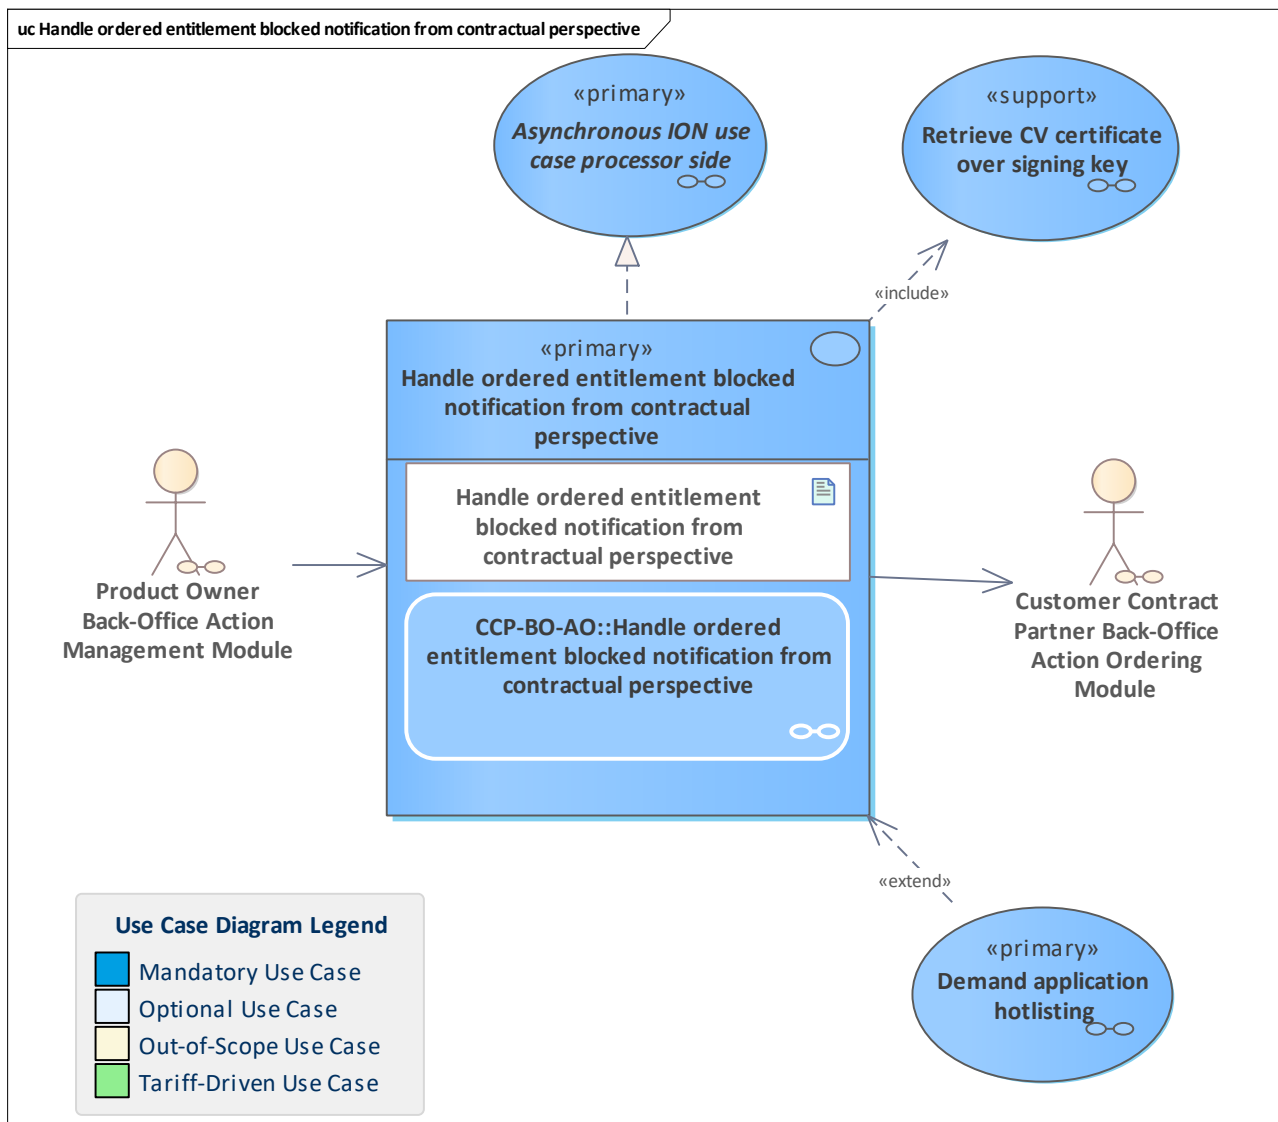 uc Handle ordered entitlement blocked notification from contractual perspective
«primary»
Asynchronous ION use
case processor side
«support»
Retrieve CV certificate
over signing key
«include»
«primary»
Handle ordered entitlement blocked
notification from contractual
perspective
Handle ordered entitlement
blocked notification from
contractual perspective
CCP-BO-AO::Handle ordered
entitlement blocked notification from
contractual perspective
Product Owner
Back-Office Action
Management Module
Customer Contract
Partner Back-Office
Action Ordering
Module
«extend»
«primary»
Demand application
hotlisting
Use Case Diagram Legend
Mandatory Use Case
Optional Use Case
Out-of-Scope Use Case
Tariff-Driven Use Case